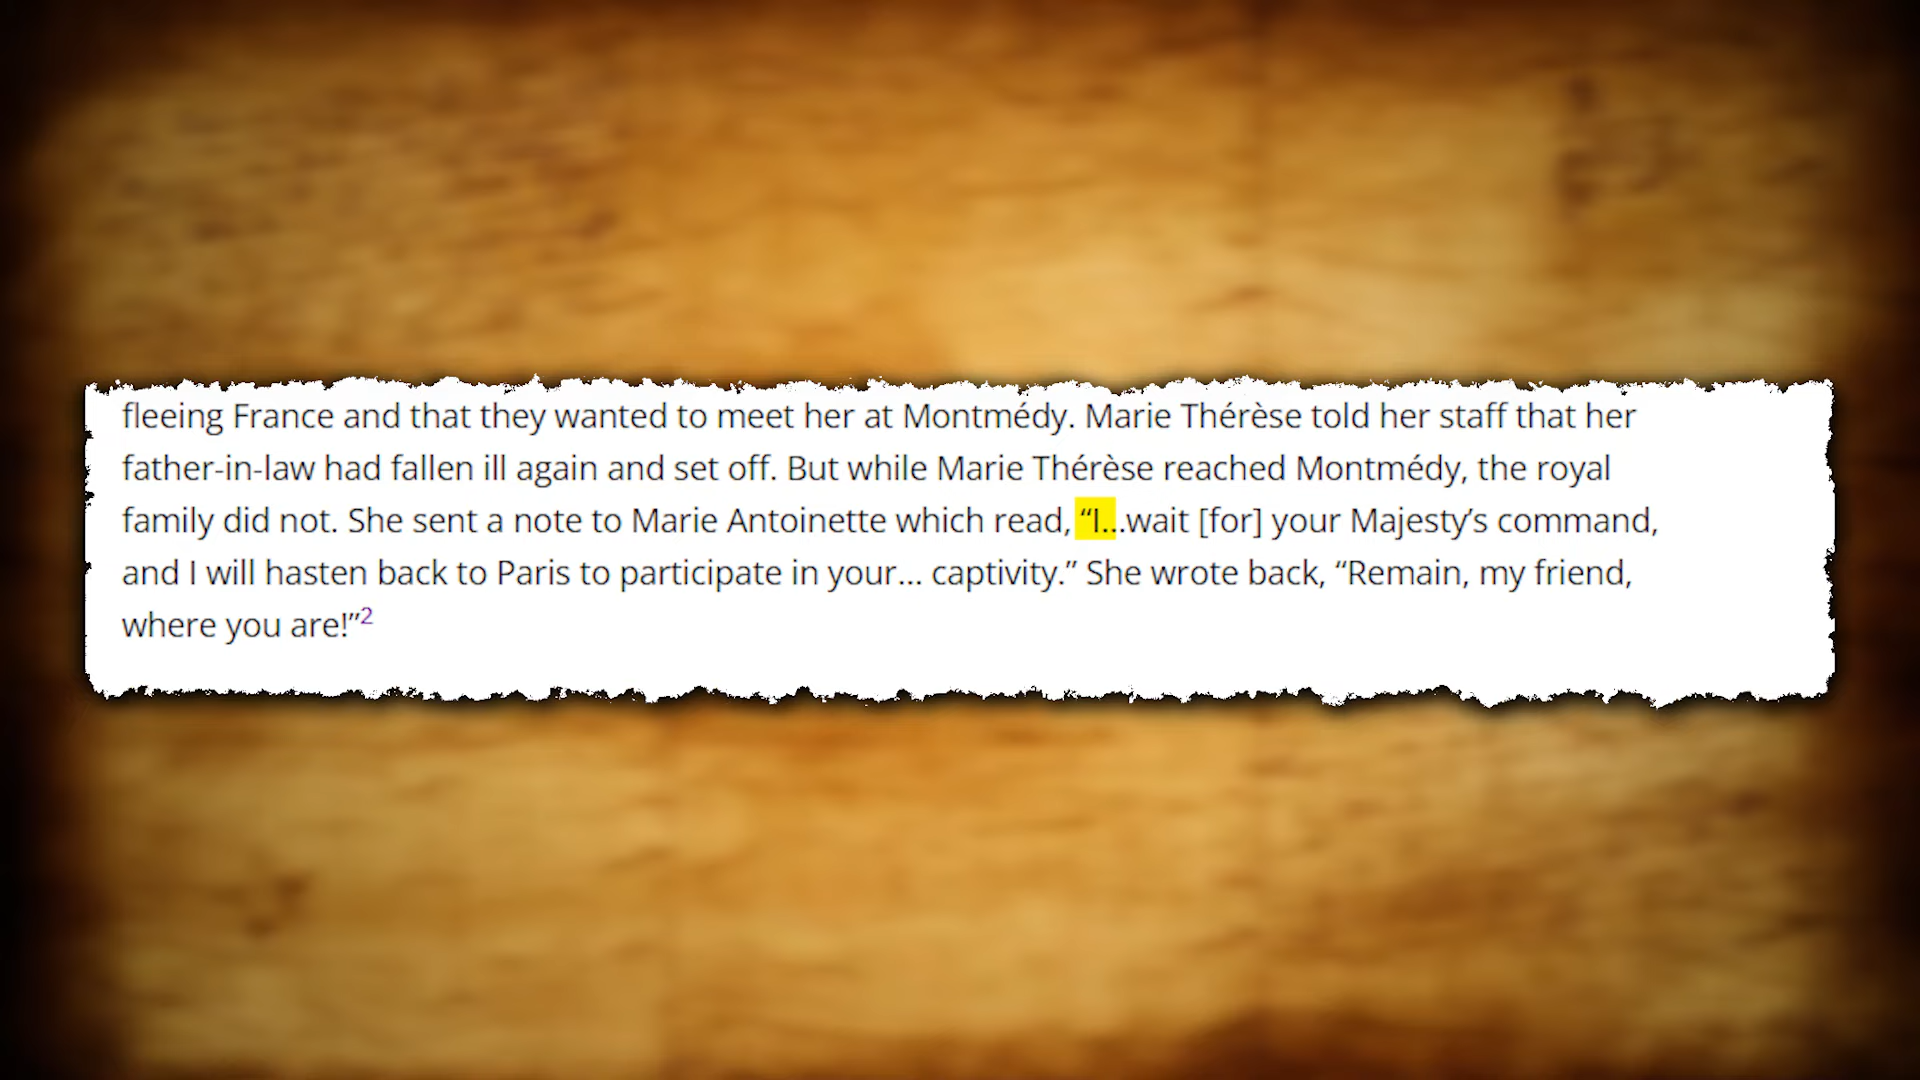 fleeing France and that they wanted to meet her at Montmédy. Marie Thérèse told her staff that her
father-in-law had fallen ill again and set off. But while Marie Thérèse reached Montmédy, the royal
family did not. She sent a note to Marie Antoinette which read, “I…wait [for] your Majesty’s command,
and I will hasten back to Paris to participate in your… captivity.” She wrote back, “Remain, my friend,
where you are!”2